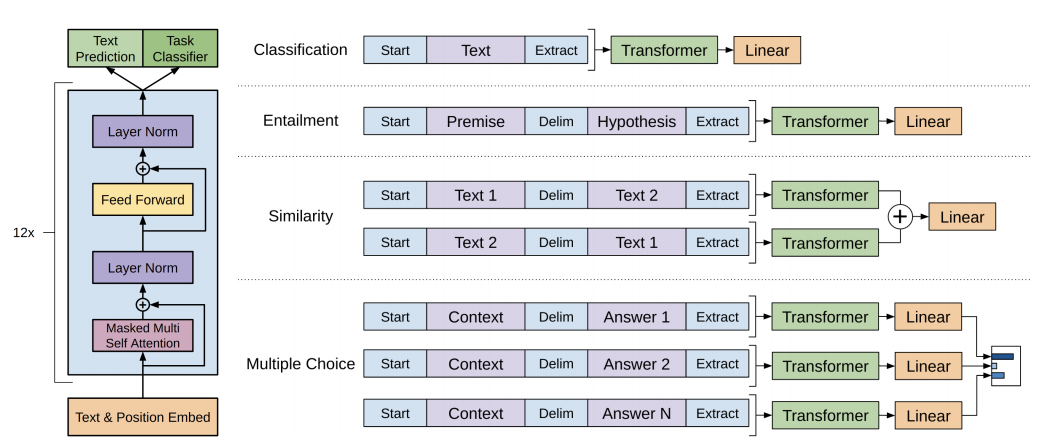 Text
Prediction
Task
Classifier
Layer Norm
+
Feed Forward
12x
Layer Norm
+
Masked Multi
Self Attention
Text & Position Embed
Classification
Start Text Extract Transformer Linear
Entailment
Start Premise Delim Hypothesis Extract Transformer Linear
Similarity
Start Text 1 Delim Text 2 Extract Transformer
+ Linear
Start Text 2 Delim Text 1 Extract Transformer
Multiple Choice
Start Context Delim Answer 1 Extract Transformer Linear
Start Context Delim Answer 2 Extract Transformer Linear
Start Context Delim Answer N Extract Transformer Linear